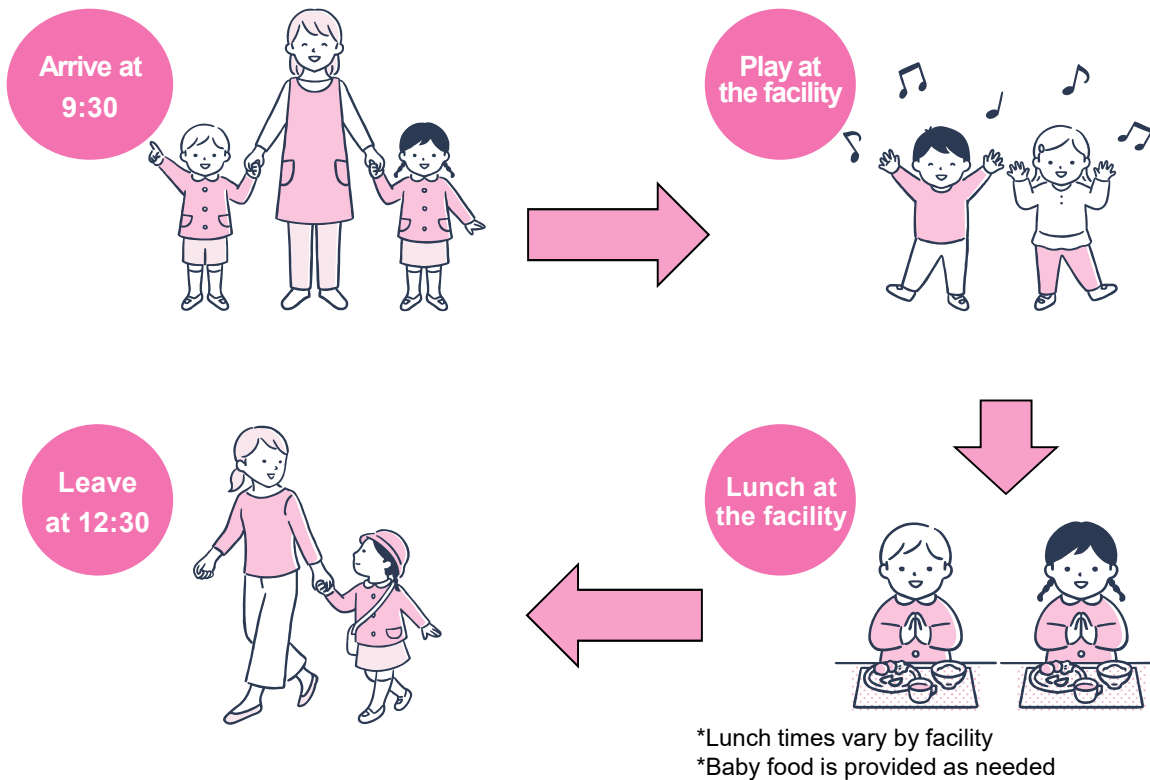 Arrive at
9:30
Play at
the facility
Lunch at
the facility
*Lunch times vary by facility
*Baby food is provided as needed
Leave
at 12:30